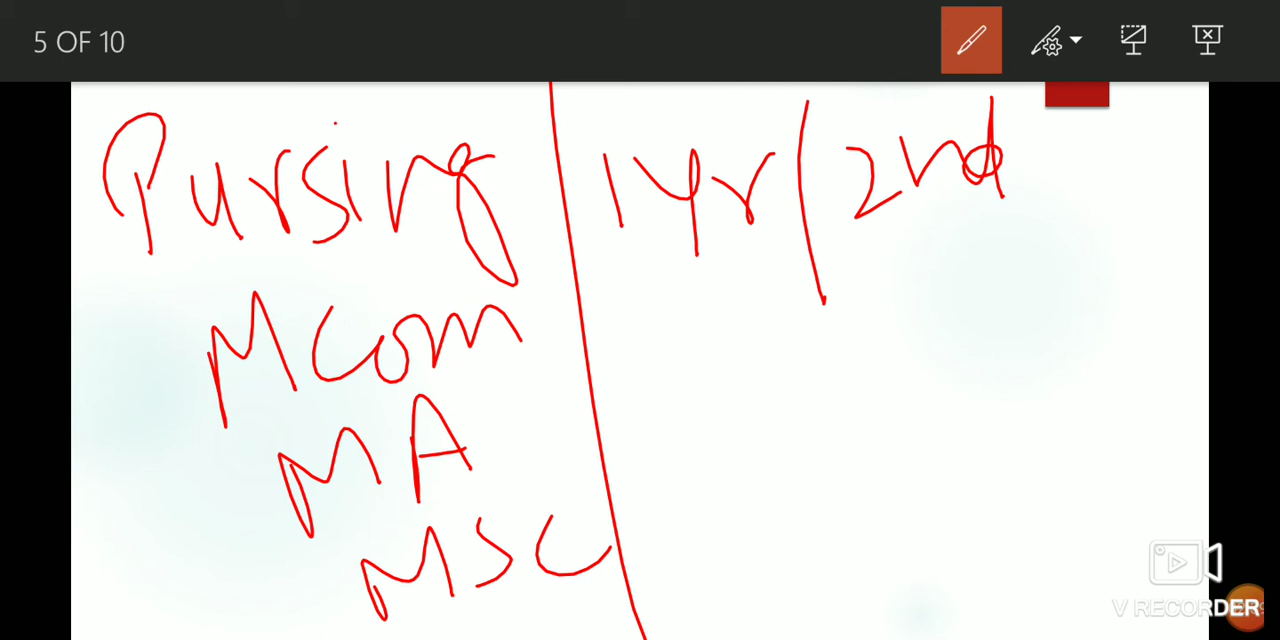 5 OF 10
Pursing 1yr/2nd
MCom
MA
MSC
V RECORDER